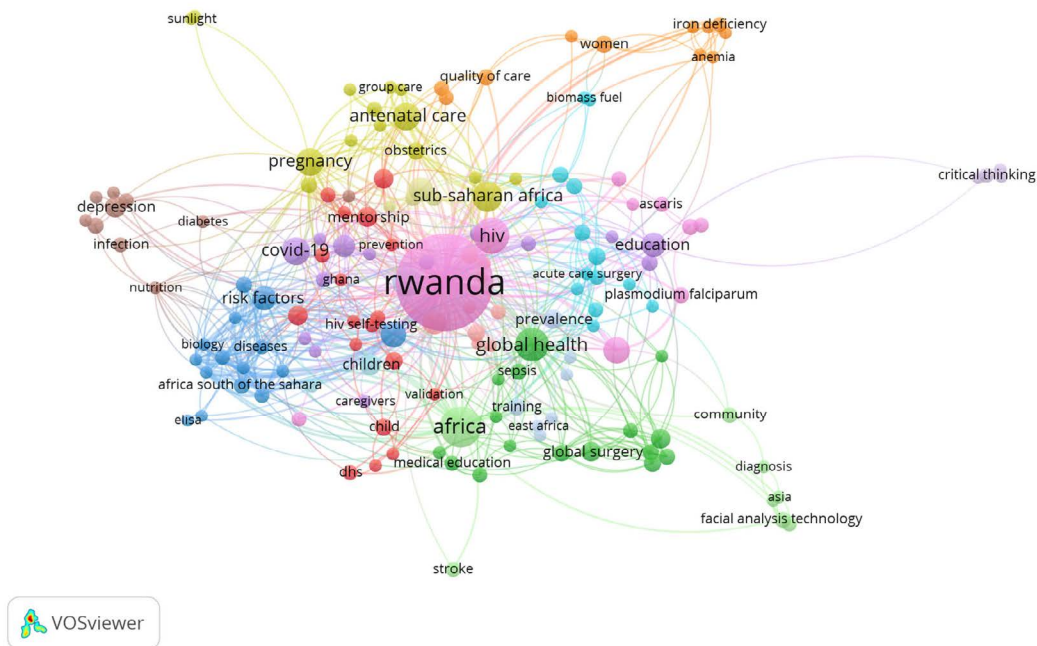 sunlight
iron deficiency
women
anemia
quality of care
group care
biomass fuel
antenatal care
obstetrics
pregnancy
critical thinking
sub-saharan africa
ascaris
depression
mentorship
diabetes
hiv
infection
covid-19
prevention
education
rwanda
acute care surgery
ghana
nutrition
risk factors
plasmodium falciparum
hiv self-testing
prevalence
biology
diseases
global health
children
sepsis
africa south of the sahara
validation
caregivers
training
community
elisa
child
africa
east africa
global surgery
medical education
diagnosis
dhs
asia
facial analysis technology
stroke
VOSviewer